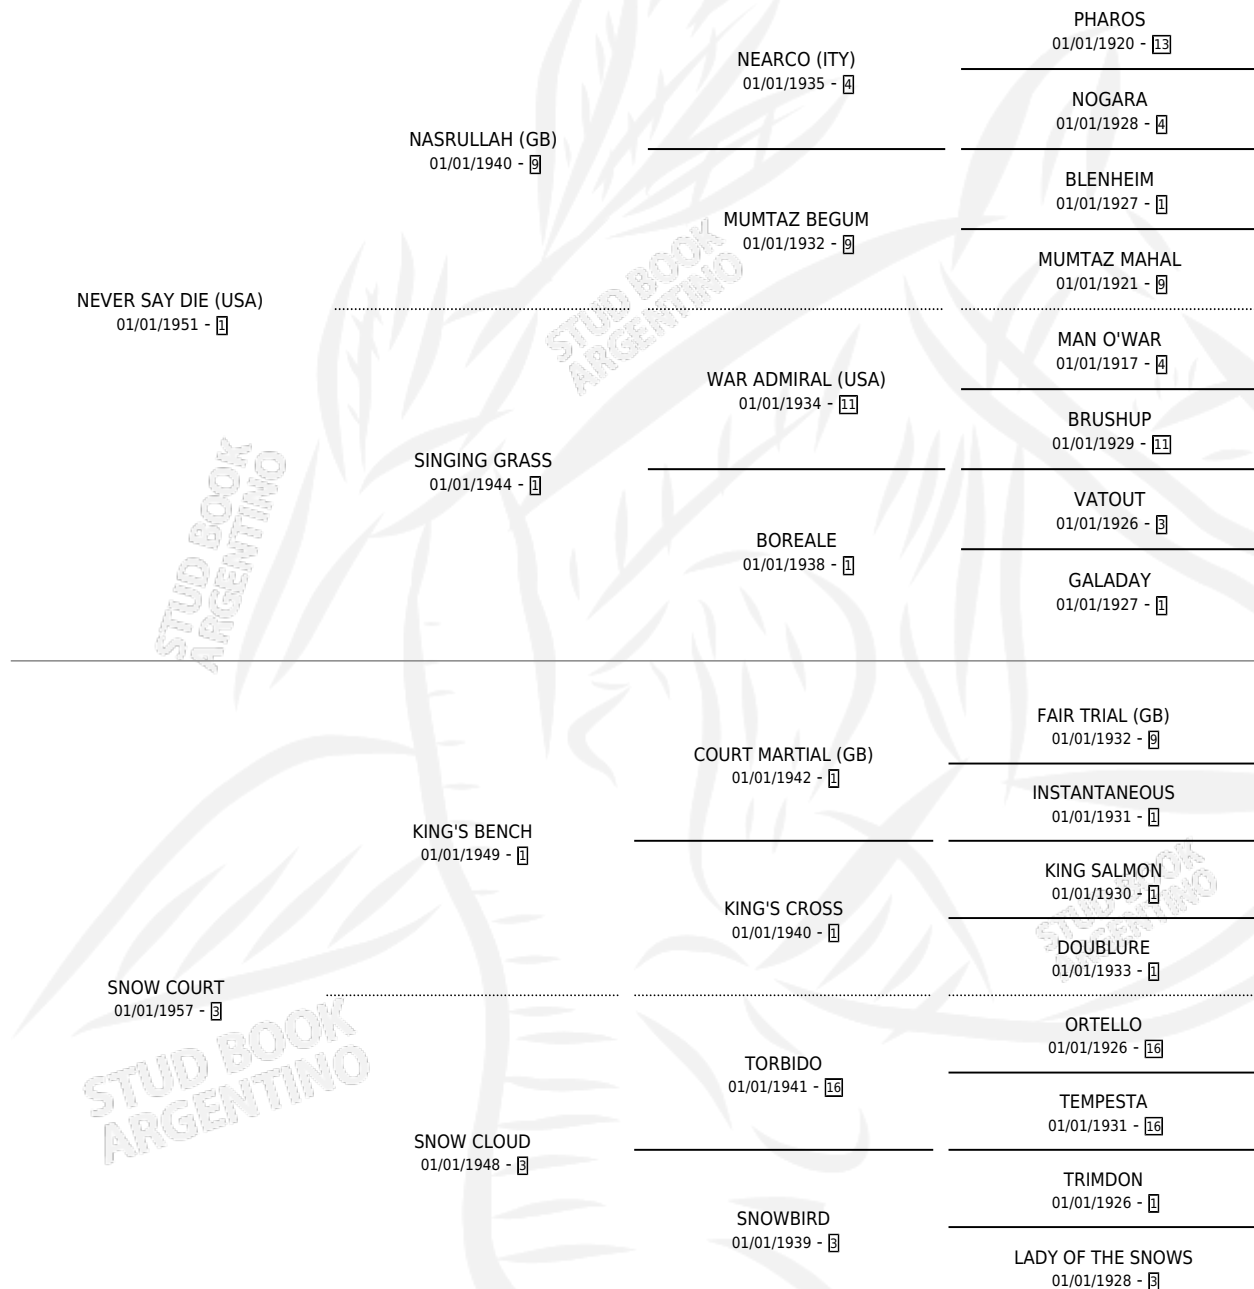 PHAROS
01/01/1920 - 13
NEARCO (ITY)
01/01/1935 - 4
NOGARA
01/01/1928 - 4
NASRULLAH (GB)
01/01/1940 - 9
BLENHEIM
01/01/1927 - 1
MUMTAZ BEGUM
01/01/1932 - 9
MUMTAZ MAHAL
01/01/1921 - 9
NEVER SAY DIE (USA)
01/01/1951 - 1
MAN O'WAR
01/01/1917 - 4
WAR ADMIRAL (USA)
01/01/1934 - 11
BRUSHUP
01/01/1929 - 11
SINGING GRASS
01/01/1944 - 1
VATOUT
01/01/1926 - 3
BOREALE
01/01/1938 - 1
GALADAY
01/01/1927 - 1
FAIR TRIAL (GB)
01/01/1932 - 9
COURT MARTIAL (GB)
01/01/1942 - 1
INSTANTANEOUS
01/01/1931 - 1
KING'S BENCH
01/01/1949 - 1
KING SALMON
01/01/1930 - 1
KING'S CROSS
01/01/1940 - 1
DOUBLURE
01/01/1933 - 1
SNOW COURT
01/01/1957 - 3
ORTELLO
01/01/1926 - 16
TORBIDO
01/01/1941 - 16
TEMPESTA
01/01/1931 - 16
SNOW CLOUD
01/01/1948 - 3
TRIMDON
01/01/1926 - 1
SNOWBIRD
01/01/1939 - 3
LADY OF THE SNOWS
01/01/1928 - 3
STUD BOOK
ARGENTINO
STUD BOOK
ARGENTINO
STUD BOOK
ARGENTINO
STUD BOOK
ARGENTINO